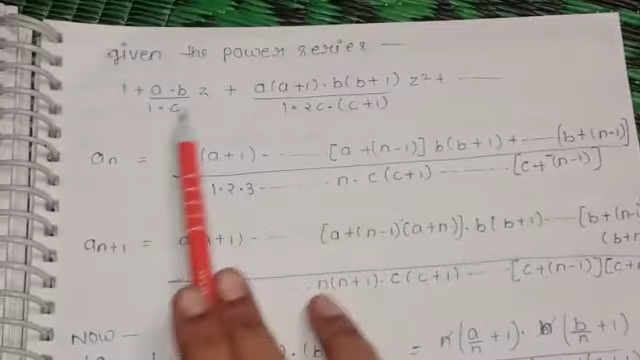 given the power series —
1 + a·b/1·c z + a(a+1)·b(b+1)/1·2c·(c+1) z² + ------
an = (a+1) - ------ [a+(n-1)] b(b+1)+----(b+(n-1)] / 1·2·3 ------ n·c(c+1) ------ [c+(n-1)]
an+1 = a +1) - ---- [a+(n-1)(a+n)]·b(b+1)---- [b+(n-1 (b+n / n(n+1)·c(c+1) --- [c+(n-1)][c+n
NOW —
)·(b = n(a/n +1)·b(b/n +1)